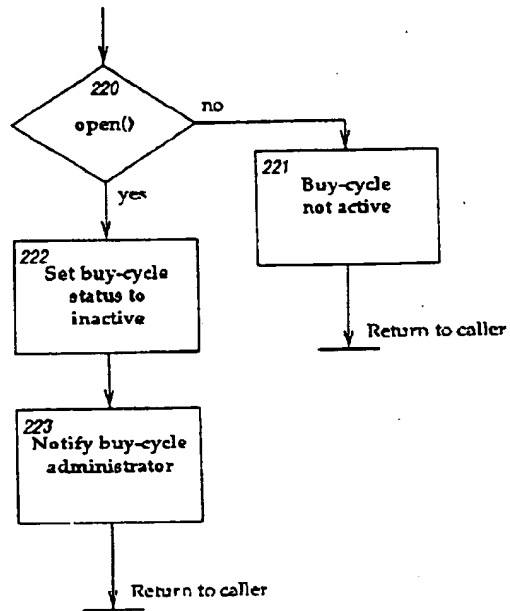 220
open()
no
yes
221
Buy-cycle
not active
222
Set buy-cycle
status to
inactive
Return to caller
223
Notify buy-cycle
administrator
Return to caller